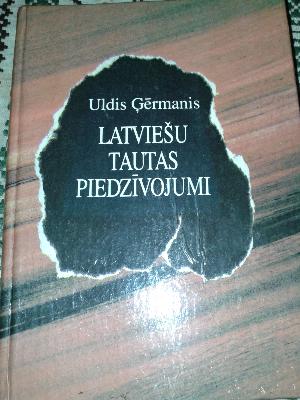 Uldis Ģērmanis
LATVIEŠU
TAUTAS
PIEDZĪVOJUMI